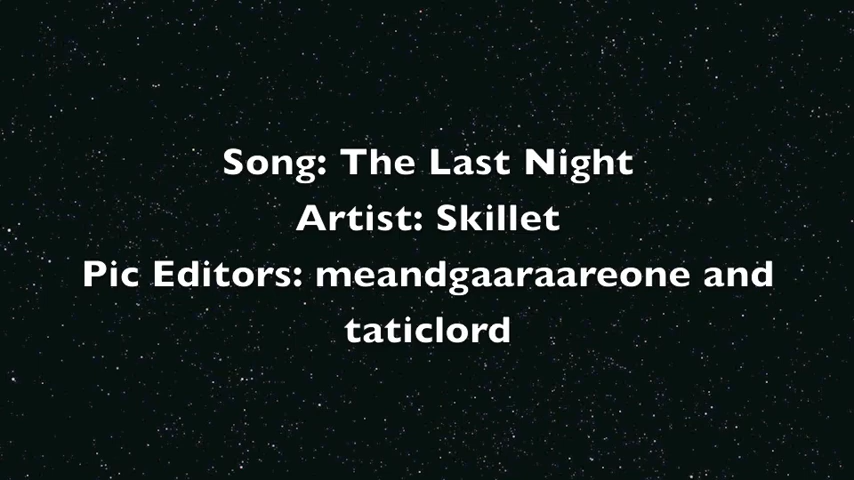 Song: The Last Night
Artist: Skillet
Pic Editors: meandgaaraareone and
taticlord